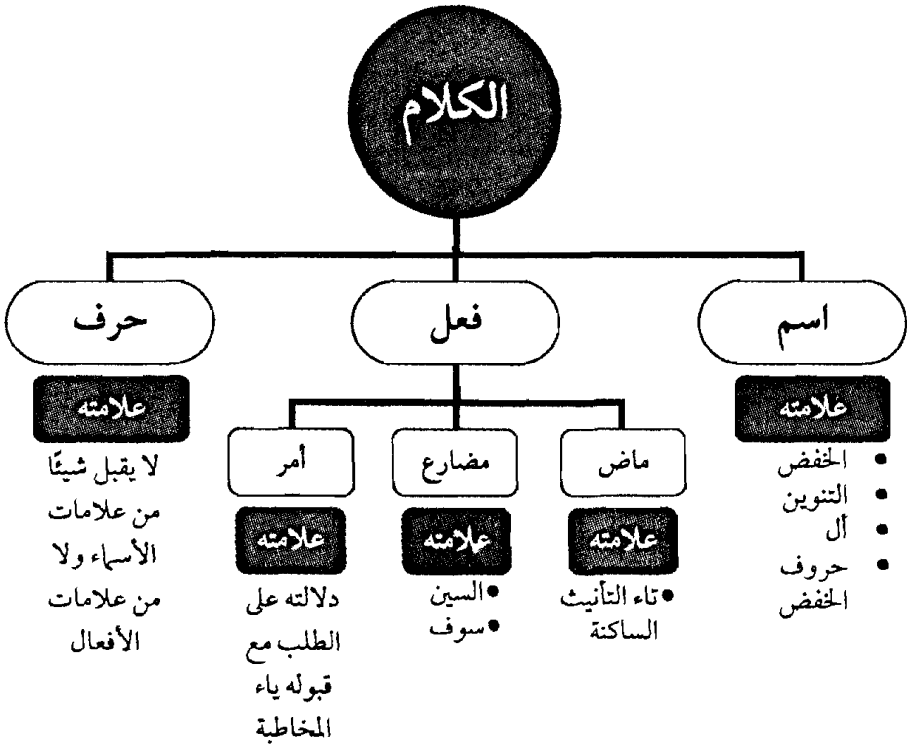 الكلام
اسم
علامته
• الخفض
• التنوين
• أل
• حروف
الخفض
فعل
ماض
علامته
• تاء التأنيث
الساكنة
مضارع
علامته
• السين
• سوف
أمر
علامته
دلالته على
الطلب مع
قبوله ياء
المخاطبة
حرف
علامته
لا يقبل شيئًا
من علامات
الأسماء ولا
من علامات
الأفعال